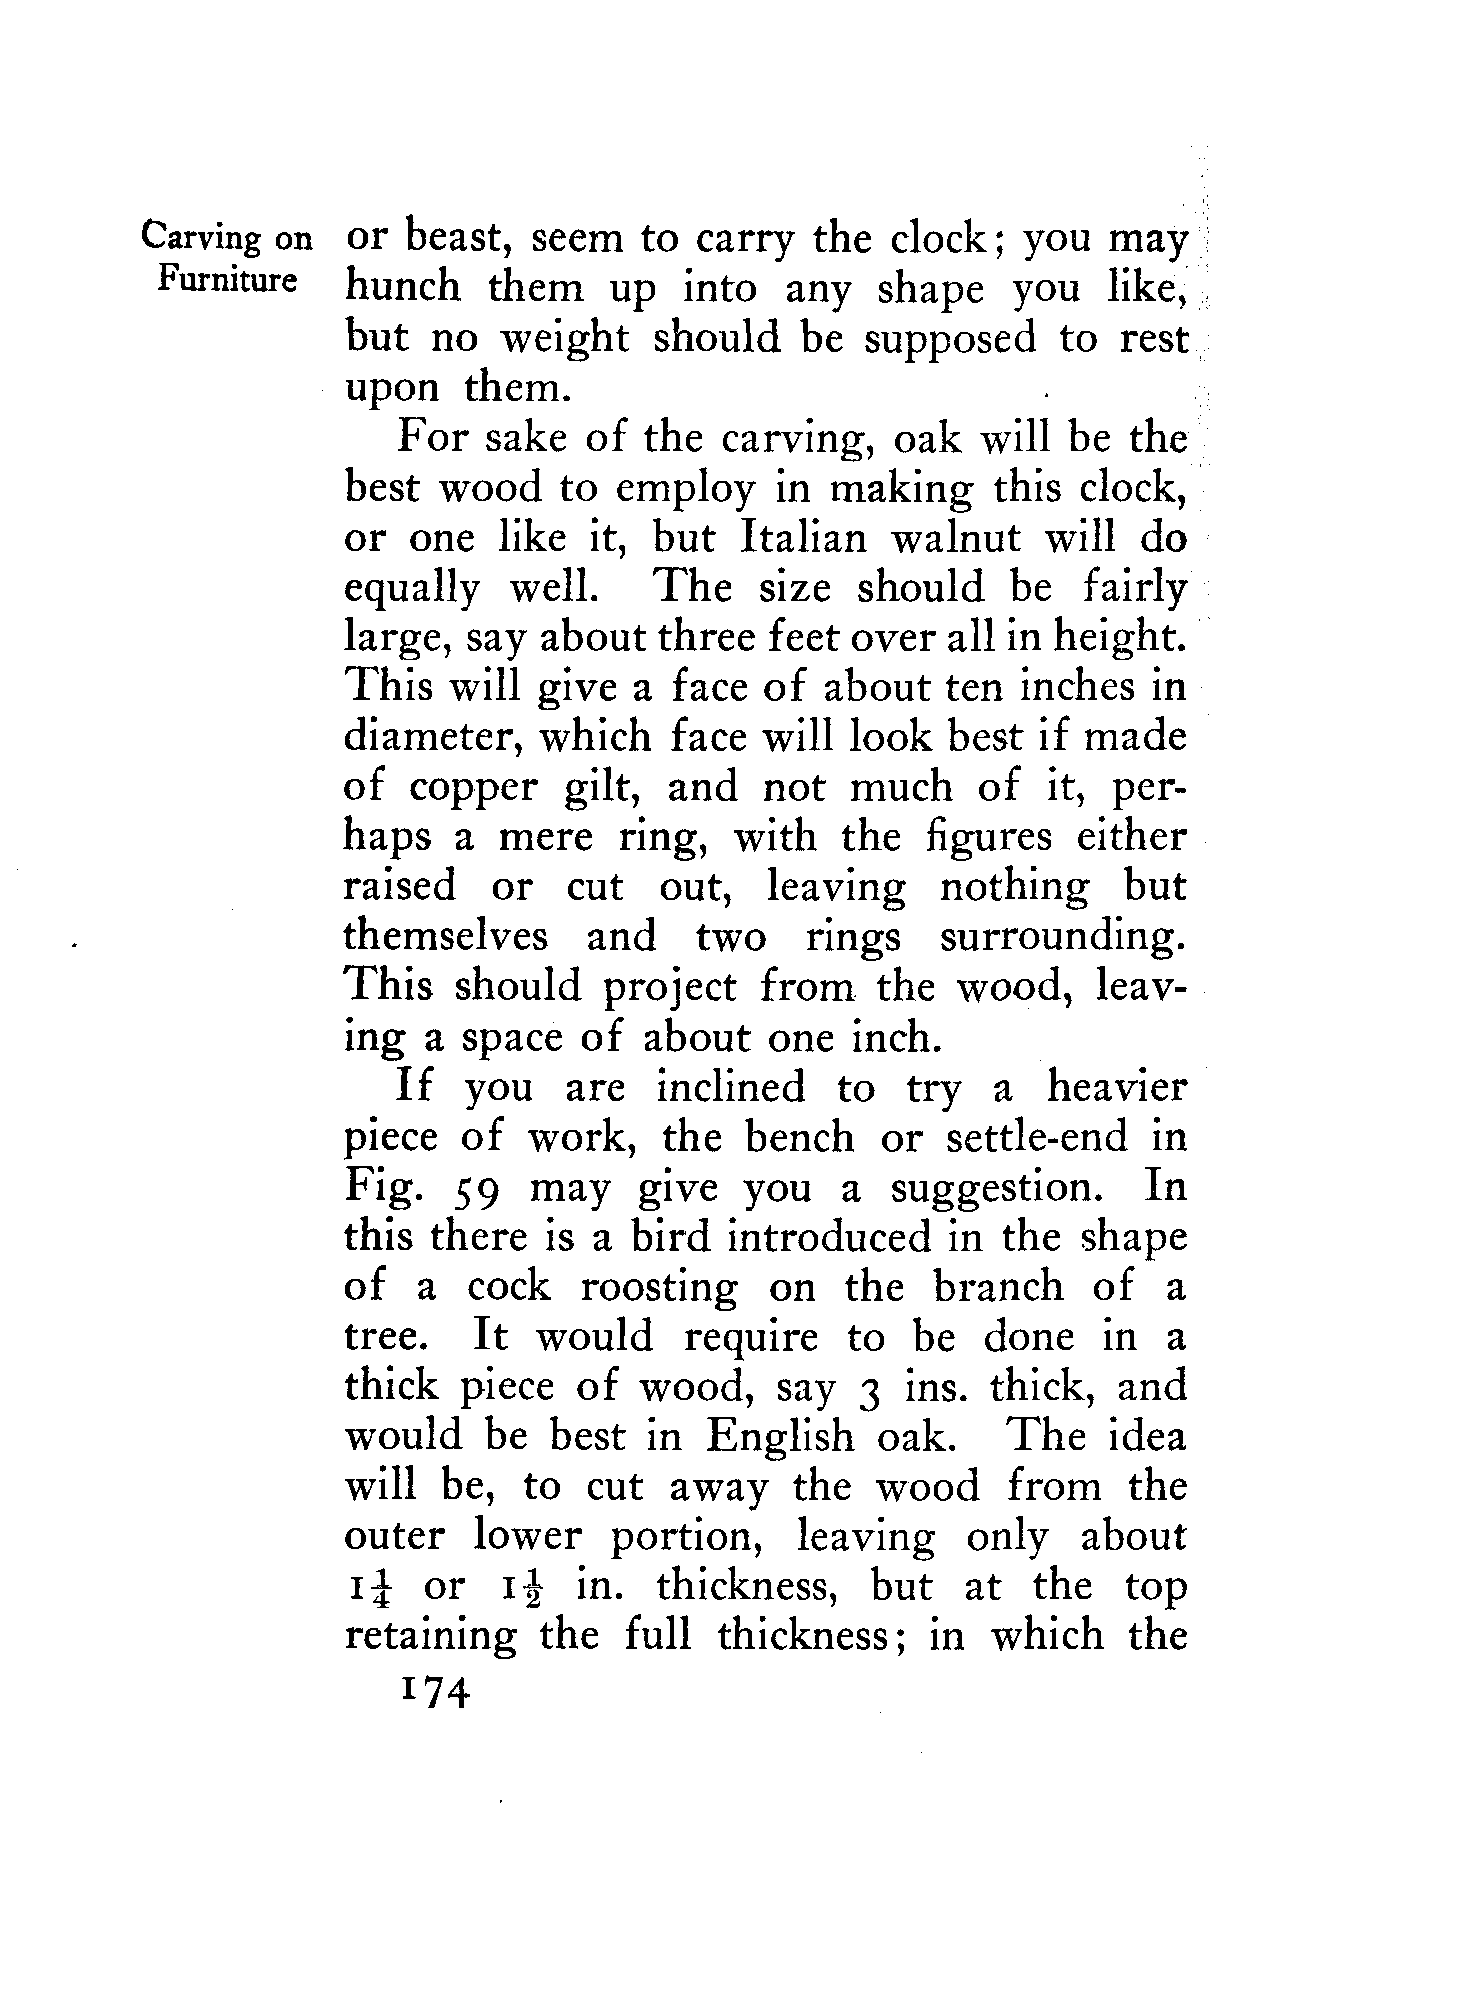 Carving on
Furniture
or beast, seem to carry the clock; you may
hunch them up into any shape you like,
but no weight should be supposed to rest
upon them.
For sake of the carving, oak will be the
best wood to employ in making this clock,
or one like it, but Italian walnut will do
equally well. The size should be fairly
large, say about three feet over all in height.
This will give a face of about ten inches in
diameter, which face will look best if made
of copper gilt, and not much of it, per-
haps a mere ring, with the figures either
raised or cut out, leaving nothing but
themselves and two rings surrounding.
This should project from the wood, leav-
ing a space of about one inch.
If you are inclined to try a heavier
piece of work, the bench or settle-end in
Fig. 59 may give you a suggestion. In
this there is a bird introduced in the shape
of a cock roosting on the branch of a
tree. It would require to be done in a
thick piece of wood, say 3 ins. thick, and
would be best in English oak. The idea
will be, to cut away the wood from the
outer lower portion, leaving only about
1¼ or 1½ in. thickness, but at the top
retaining the full thickness; in which the
174